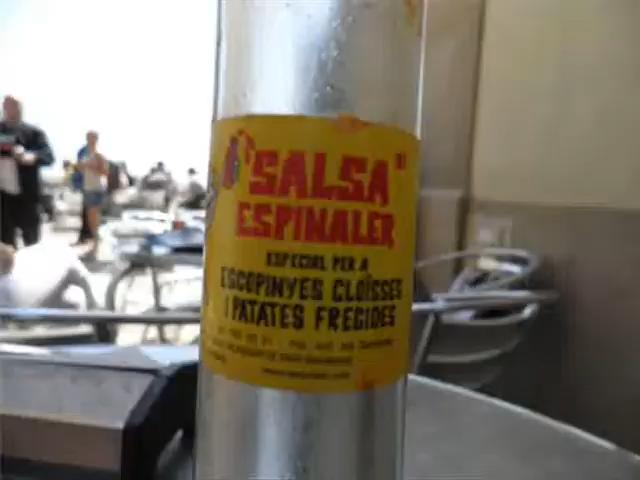 "SALSA"
ESPINALER
ESPECIAL PER A
ESCOPINYES CLOÏSSES
I PATATES FREGIDES